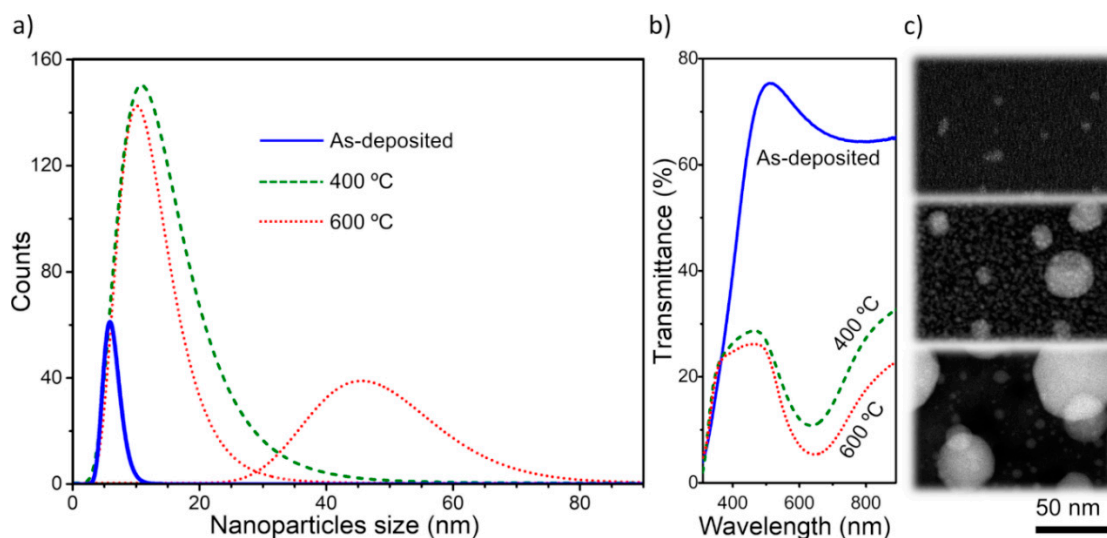 a)
160
120
80
40
0
Counts
0 20 40 60 80
Nanoparticles size (nm)
As-deposited
400 ºC
600 ºC
b)
80
60
40
20
0
Transmittance (%)
As-deposited
400 ºC
600 ºC
400 600 800
Wavelength (nm)
c)
50 nm